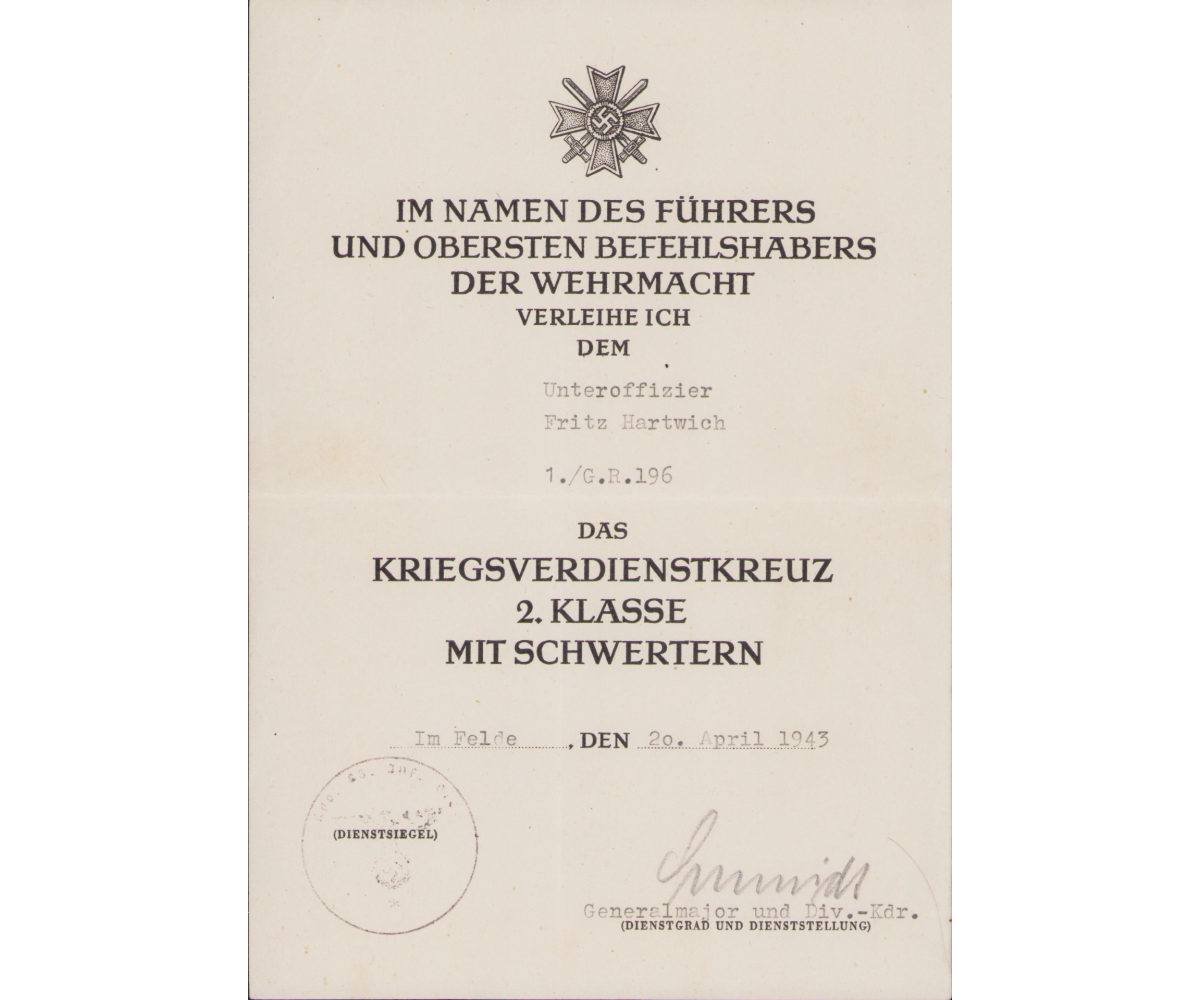 IM NAMEN DES FÜHRERS
UND OBERSTEN BEFEHLSHABERS
DER WEHRMACHT
VERLEIHE ICH
DEM
Unteroffizier
Fritz Hartwich
1./G.R.196
DAS
KRIEGSVERDIENSTKREUZ
2. KLASSE
MIT SCHWERTERN
Im Felde , DEN 2o. April 1943
(DIENSTSIEGEL)
Schmidt
Generalmajor und Div.-Kdr.
(DIENSTGRAD UND DIENSTSTELLUNG)